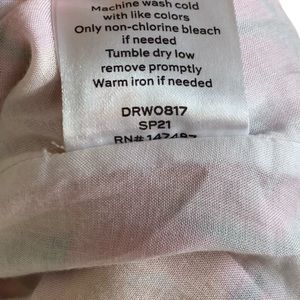 Machine wash cold
with like colors
Only non-chlorine bleach
if needed
Tumble dry low
remove promptly
Warm iron if needed
DRW0817
SP21
RN# 147487